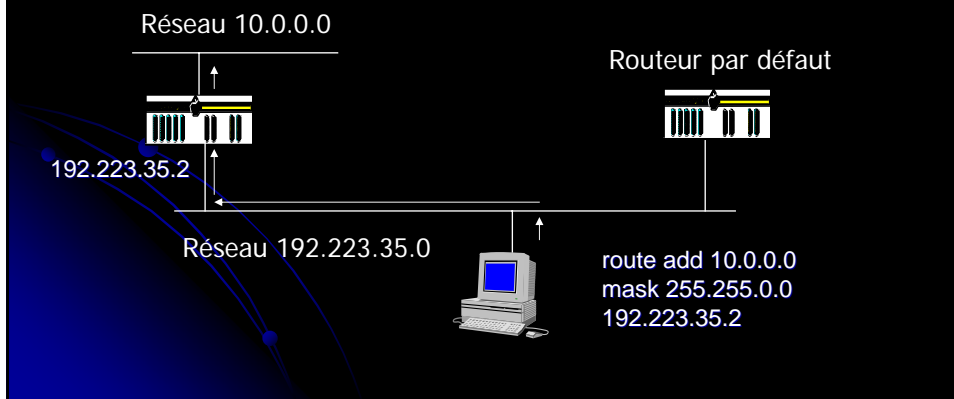 Réseau 10.0.0.0
Routeur par défaut
192.223.35.2
Réseau 192.223.35.0
route add 10.0.0.0
mask 255.255.0.0
192.223.35.2